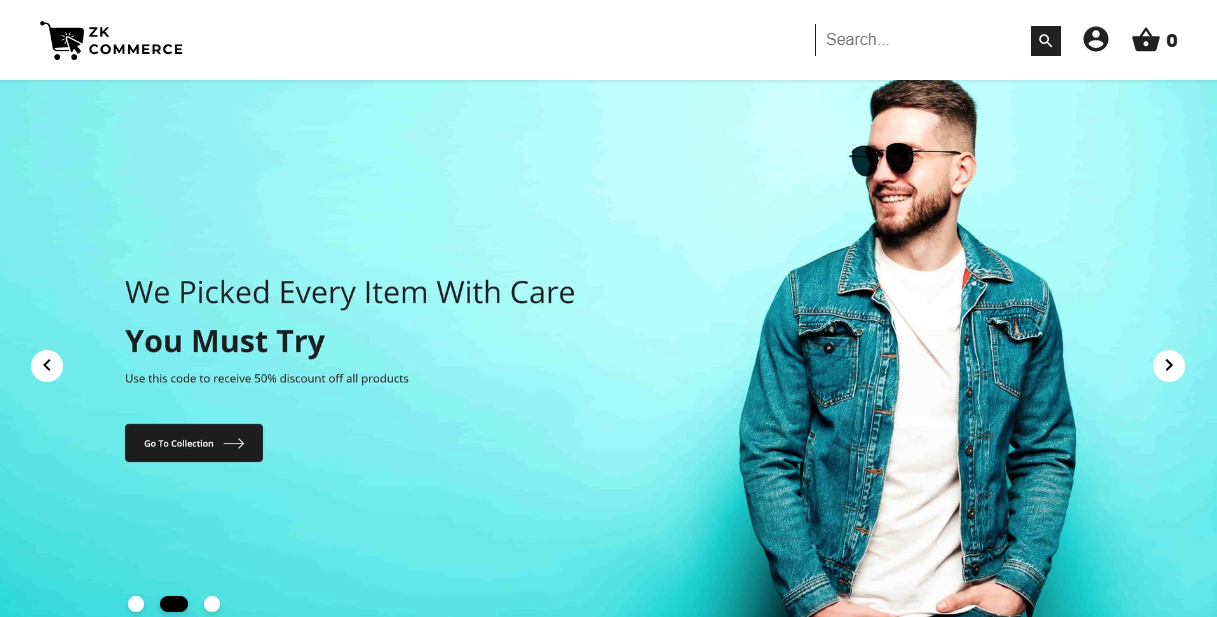 ZK
COMMERCE
Search...
0
We Picked Every Item With Care
You Must Try
Use this code to receive 50% discount off all products
Go To Collection